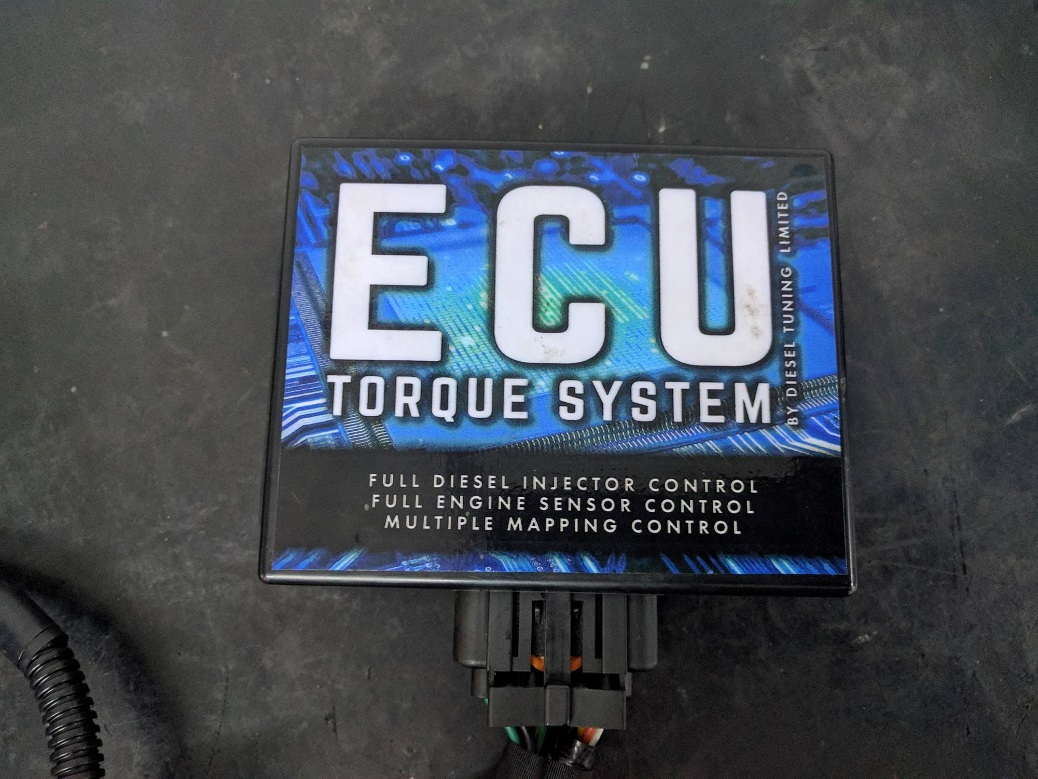 ECU
TORQUE SYSTEM
BY DIESEL TUNING LIMITED
FULL DIESEL INJECTOR CONTROL
FULL ENGINE SENSOR CONTROL
MULTIPLE MAPPING CONTROL